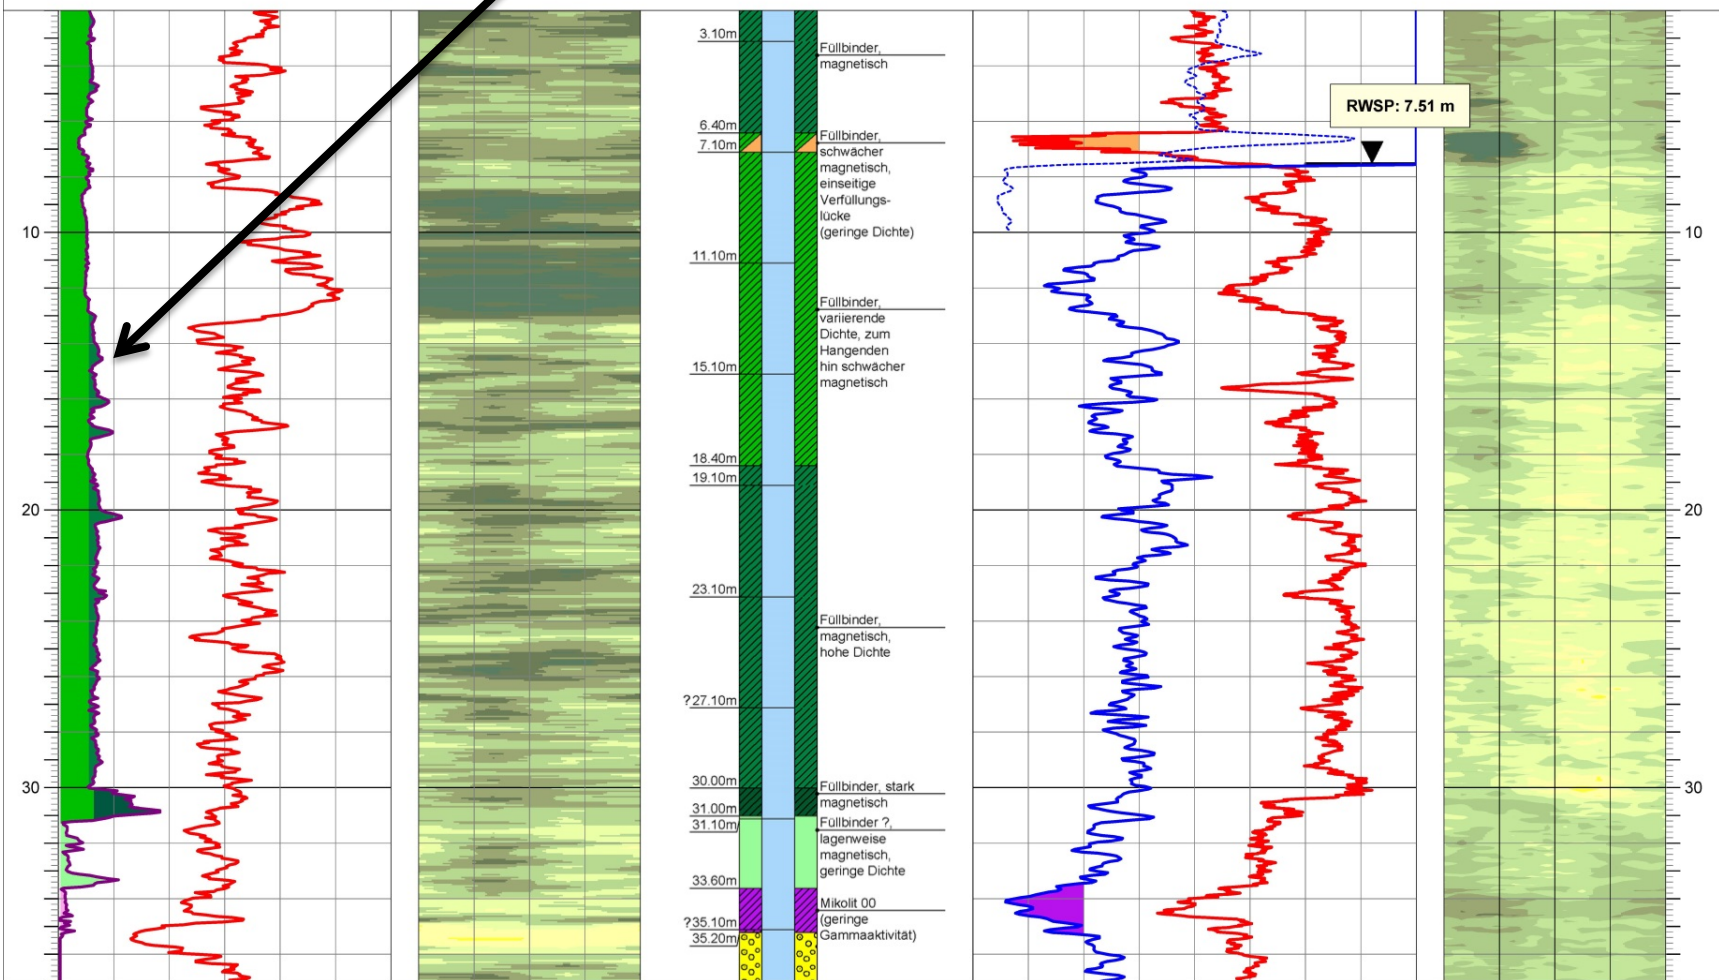 3.10m
Füllbinder,
magnetisch
RWSP: 7.51 m
6.40m
7.10m
Füllbinder,
schwächer
magnetisch,
einseitige
Verfüllungs-
lücke
(geringe Dichte)
10
10
11.10m
Füllbinder,
variierende
Dichte, zum
Hangenden
hin schwächer
magnetisch
15.10m
18.40m
19.10m
20
20
23.10m
Füllbinder,
magnetisch,
hohe Dichte
?27.10m
30
30.00m
Füllbinder, stark
magnetisch
30
31.00m
31.10m
Füllbinder ?,
lagenweise
magnetisch,
geringe Dichte
33.60m
Mikolit 00
(geringe
Gammaaktivität)
?35.10m
35.20m